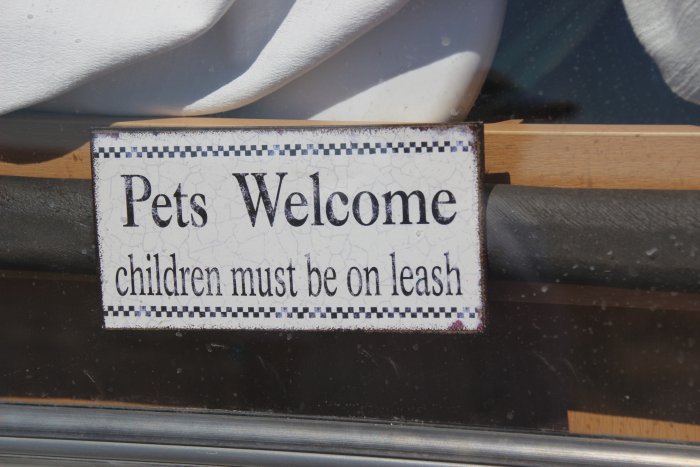 Pets Welcome
children must be on leash